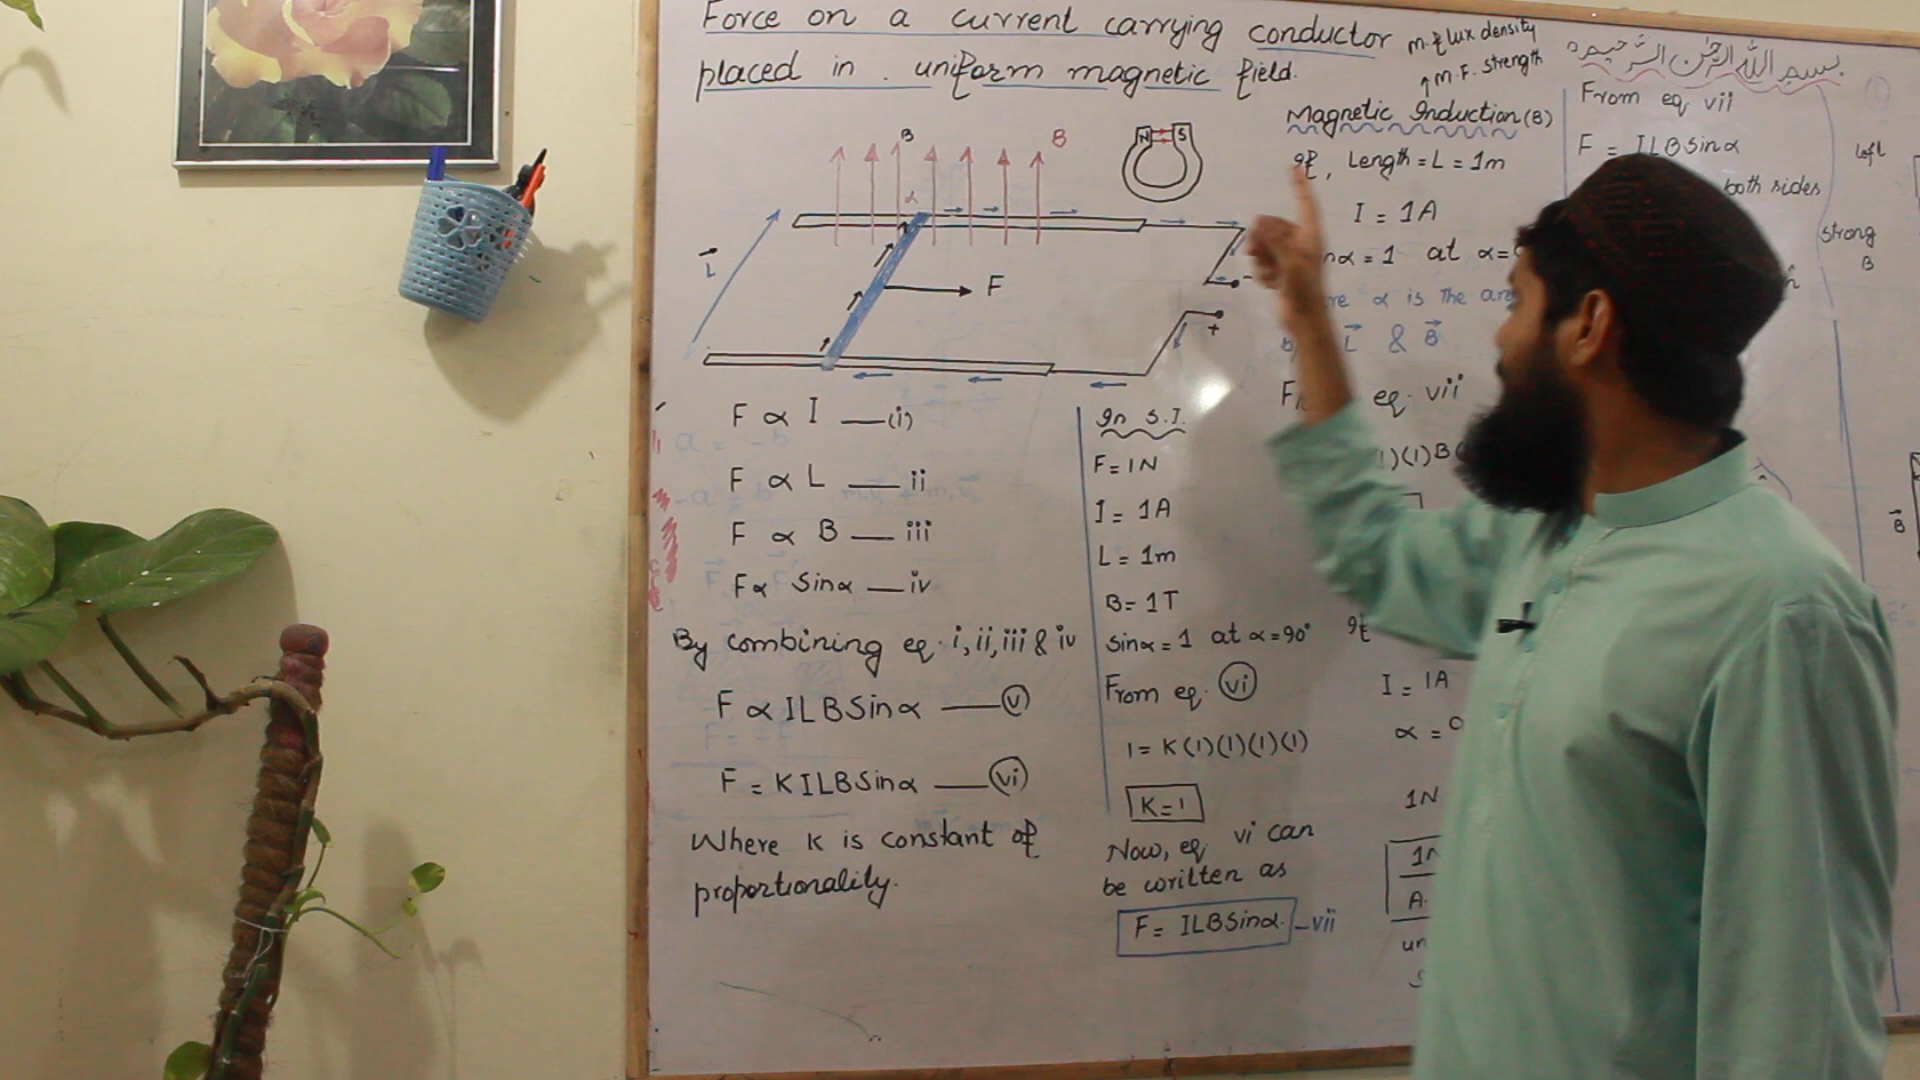 Force on a current carrying conductor
placed in uniform magnetic field.
m. flux density
m. F. strength
Magnetic Induction (B)
If, Length = L = 1m
I = 1A
α = 1 at α =
α is the
L & B
eq. vii
)(1)B(
بسم الله الرحمن الرحيم
From eq vii
F = ILBSinα
both sides
left
strong
B
B
B
B
N S
α
L
F
-
+
F ∝ I —(i)
F ∝ L — ii
F ∝ B — iii
F ∝ Sinα — iv
By combining eq. i, ii, iii & iv
F ∝ ILBSinα — v
F = KILBSinα — vi
Where K is constant of
proportionality.
In S.I.
F = 1N
I = 1A
L = 1m
B = 1T
Sinα = 1 at α = 90°
From eq. vi
1 = K(1)(1)(1)(1)
K = 1
Now, eq vi can
be written as
F = ILBSinα. — vii
If
I = 1A
α =
1N